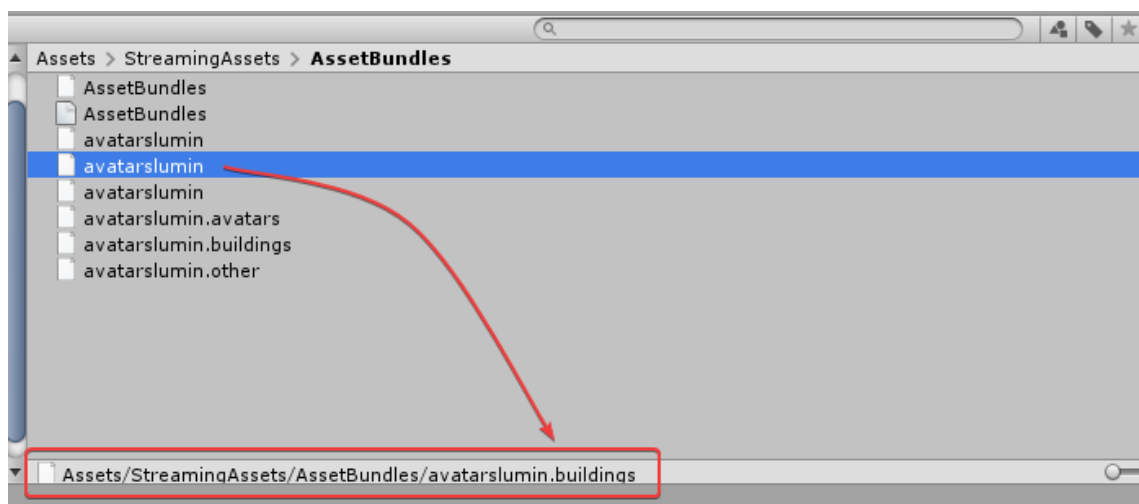 Assets > StreamingAssets > AssetBundles
AssetBundles
AssetBundles
avatarslumin
avatarslumin
avatarslumin
avatarslumin.avatars
avatarslumin.buildings
avatarslumin.other
Assets/StreamingAssets/AssetBundles/avatarslumin.buildings